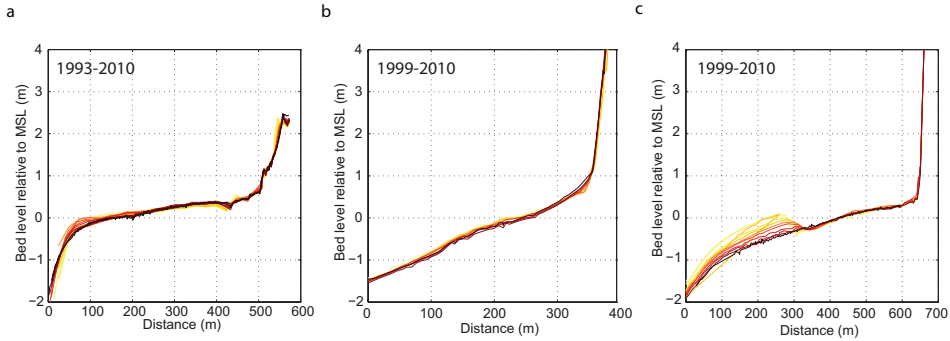 a
b
c
1993-2010
1999-2010
1999-2010
Bed level relative to MSL (m)
Bed level relative to MSL (m)
Bed level relative to MSL (m)
4
3
2
1
0
−1
−2
4
3
2
1
0
−1
−2
4
3
2
1
0
−1
−2
0 100 200 300 400 500 600
0 100 200 300 400
0 100 200 300 400 500 600 700
Distance (m)
Distance (m)
Distance (m)